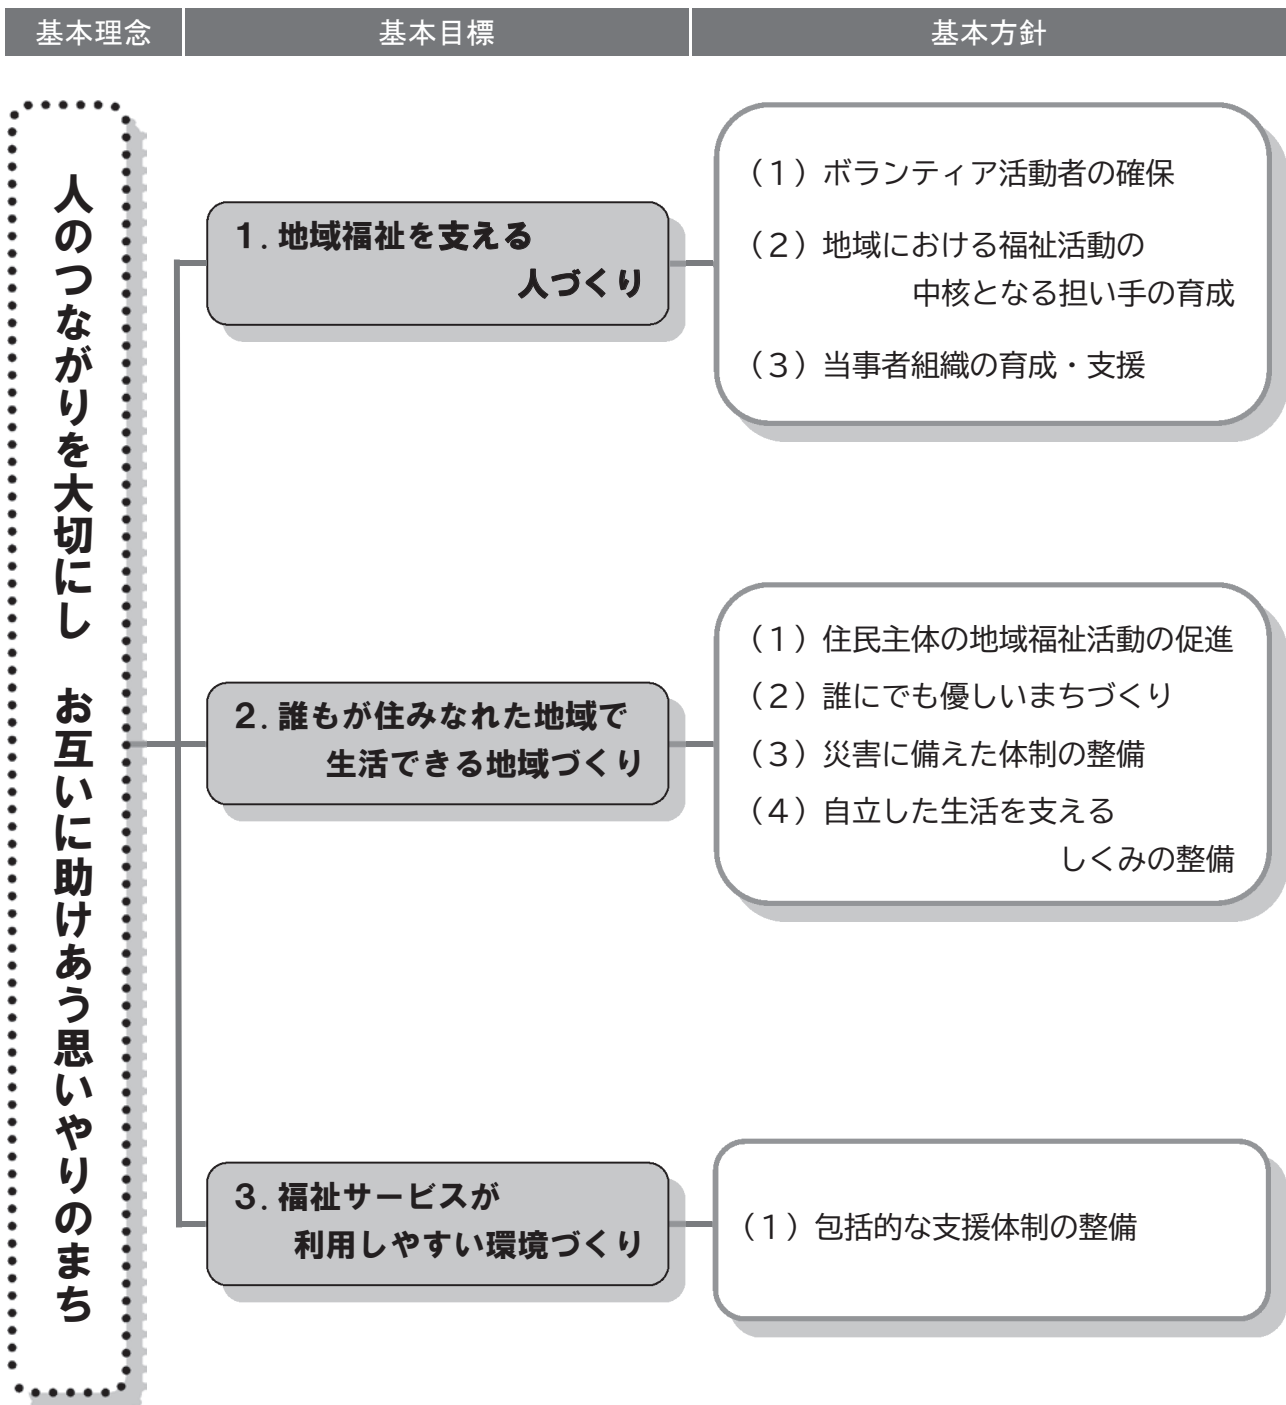 基本理念
基本目標
基本方針
人のつながりを大切にし　お互いに助けあう思いやりのまち
1. 地域福祉を支える
人づくり
（1）ボランティア活動者の確保
（2）地域における福祉活動の
中核となる担い手の育成
（3）当事者組織の育成・支援
2. 誰もが住みなれた地域で
生活できる地域づくり
（1）住民主体の地域福祉活動の促進
（2）誰にでも優しいまちづくり
（3）災害に備えた体制の整備
（4）自立した生活を支える
しくみの整備
3. 福祉サービスが
利用しやすい環境づくり
（1）包括的な支援体制の整備